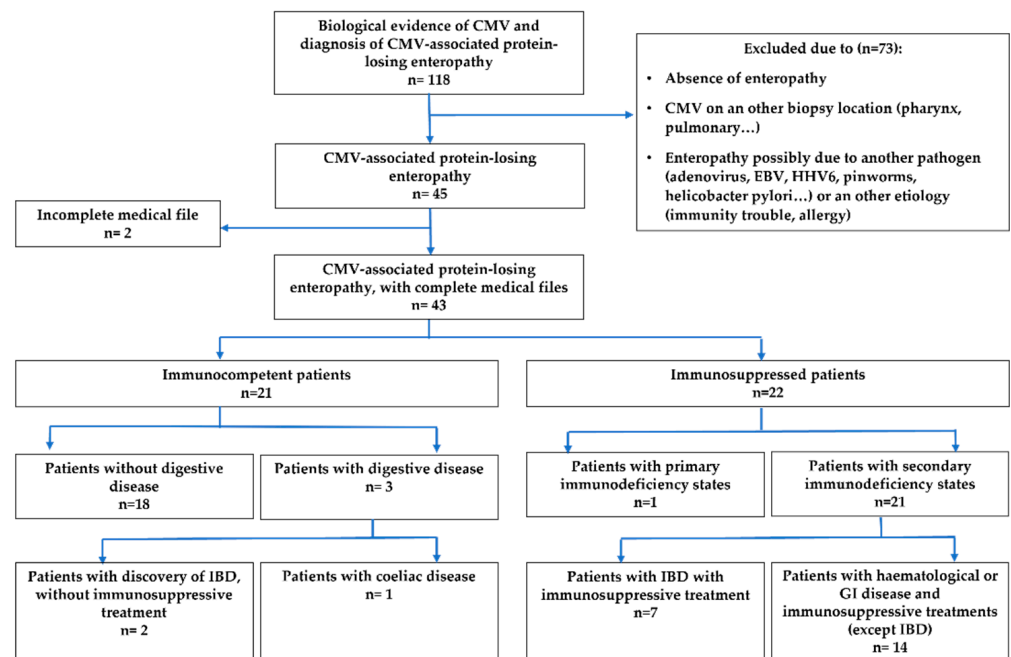 Biological evidence of CMV and
diagnosis of CMV-associated protein-
losing enteropathy
n= 118
Excluded due to (n=73):
• Absence of enteropathy
• CMV on an other biopsy location (pharynx,
pulmonary…)
• Enteropathy possibly due to another pathogen
(adenovirus, EBV, HHV6, pinworms,
helicobacter pylori…) or an other etiology
(immunity trouble, allergy)
CMV-associated protein-losing
enteropathy
n= 45
Incomplete medical file
n= 2
CMV-associated protein-losing
enteropathy, with complete medical files
n= 43
Immunocompetent patients
n=21
Immunosuppressed patients
n=22
Patients without digestive
disease
n=18
Patients with digestive disease
n= 3
Patients with primary
immunodeficiency states
n=1
Patients with secondary
immunodeficiency states
n=21
Patients with discovery of IBD,
without immunosuppressive
treatment
n= 2
Patients with coeliac disease
n= 1
Patients with IBD with
immunosuppressive treatment
n=7
Patients with haematological or
GI disease and
immunosuppressive treatments
(except IBD)
n= 14